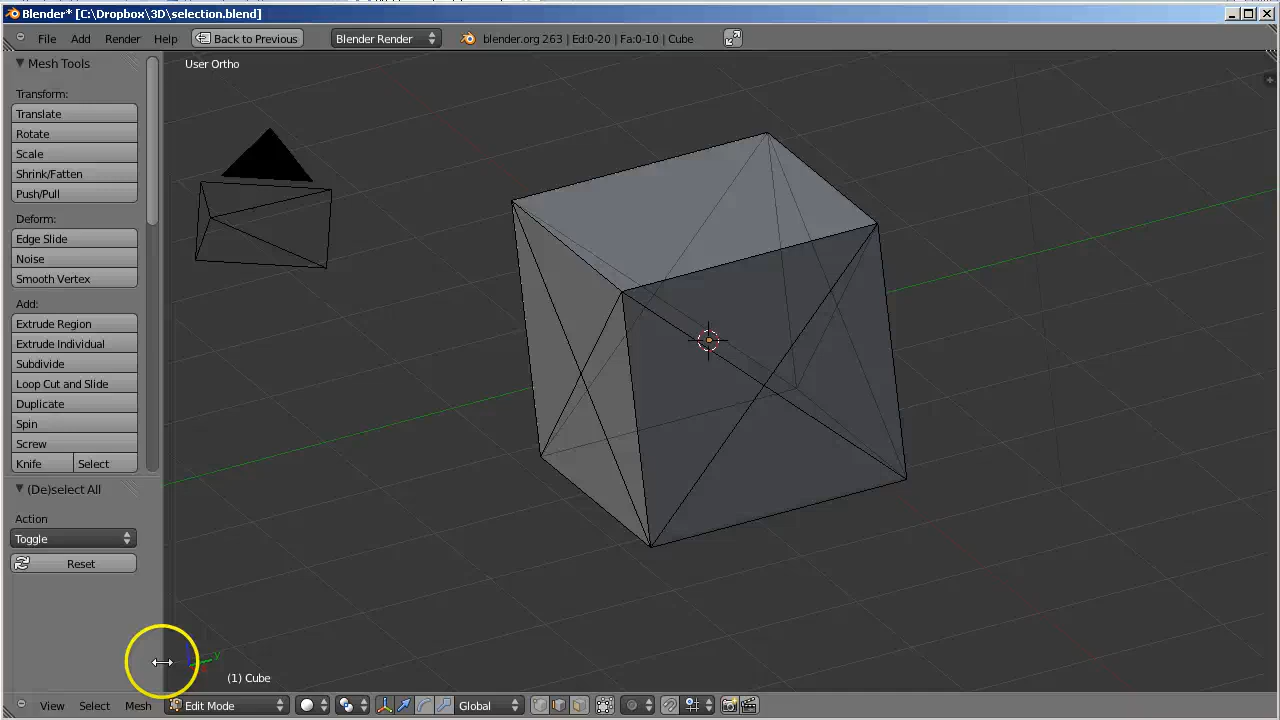 Blender* [C:\Dropbox\3D\selection.blend]
File Add Render Help Back to Previous Blender Render blender.org 263 | Ed:0-20 | Fa:0-10 | Cube
Mesh Tools
User Ortho
Transform:
Translate
Rotate
Scale
Shrink/Fatten
Push/Pull
Deform:
Edge Slide
Noise
Smooth Vertex
Add:
Extrude Region
Extrude Individual
Subdivide
Loop Cut and Slide
Duplicate
Spin
Screw
Knife Select
(De)select All
Action
Toggle
Reset
y
(1) Cube
View Select Mesh Edit Mode Global